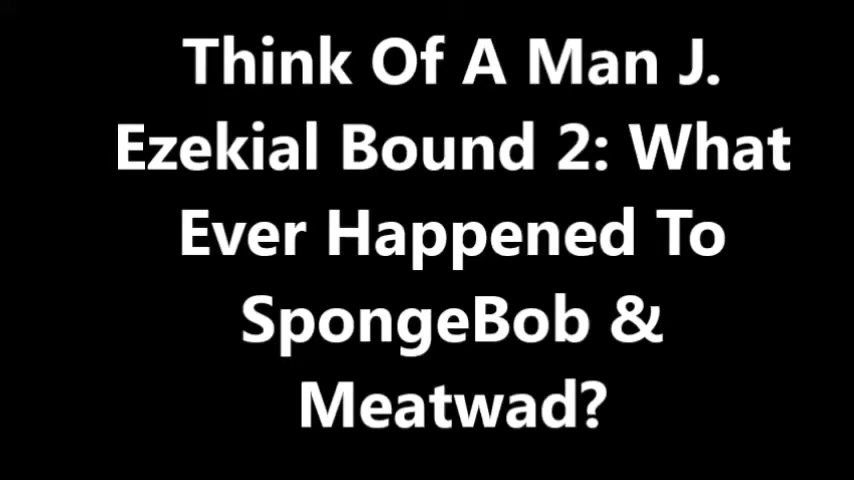 Think Of A Man J.
Ezekial Bound 2: What
Ever Happened To
SpongeBob &
Meatwad?